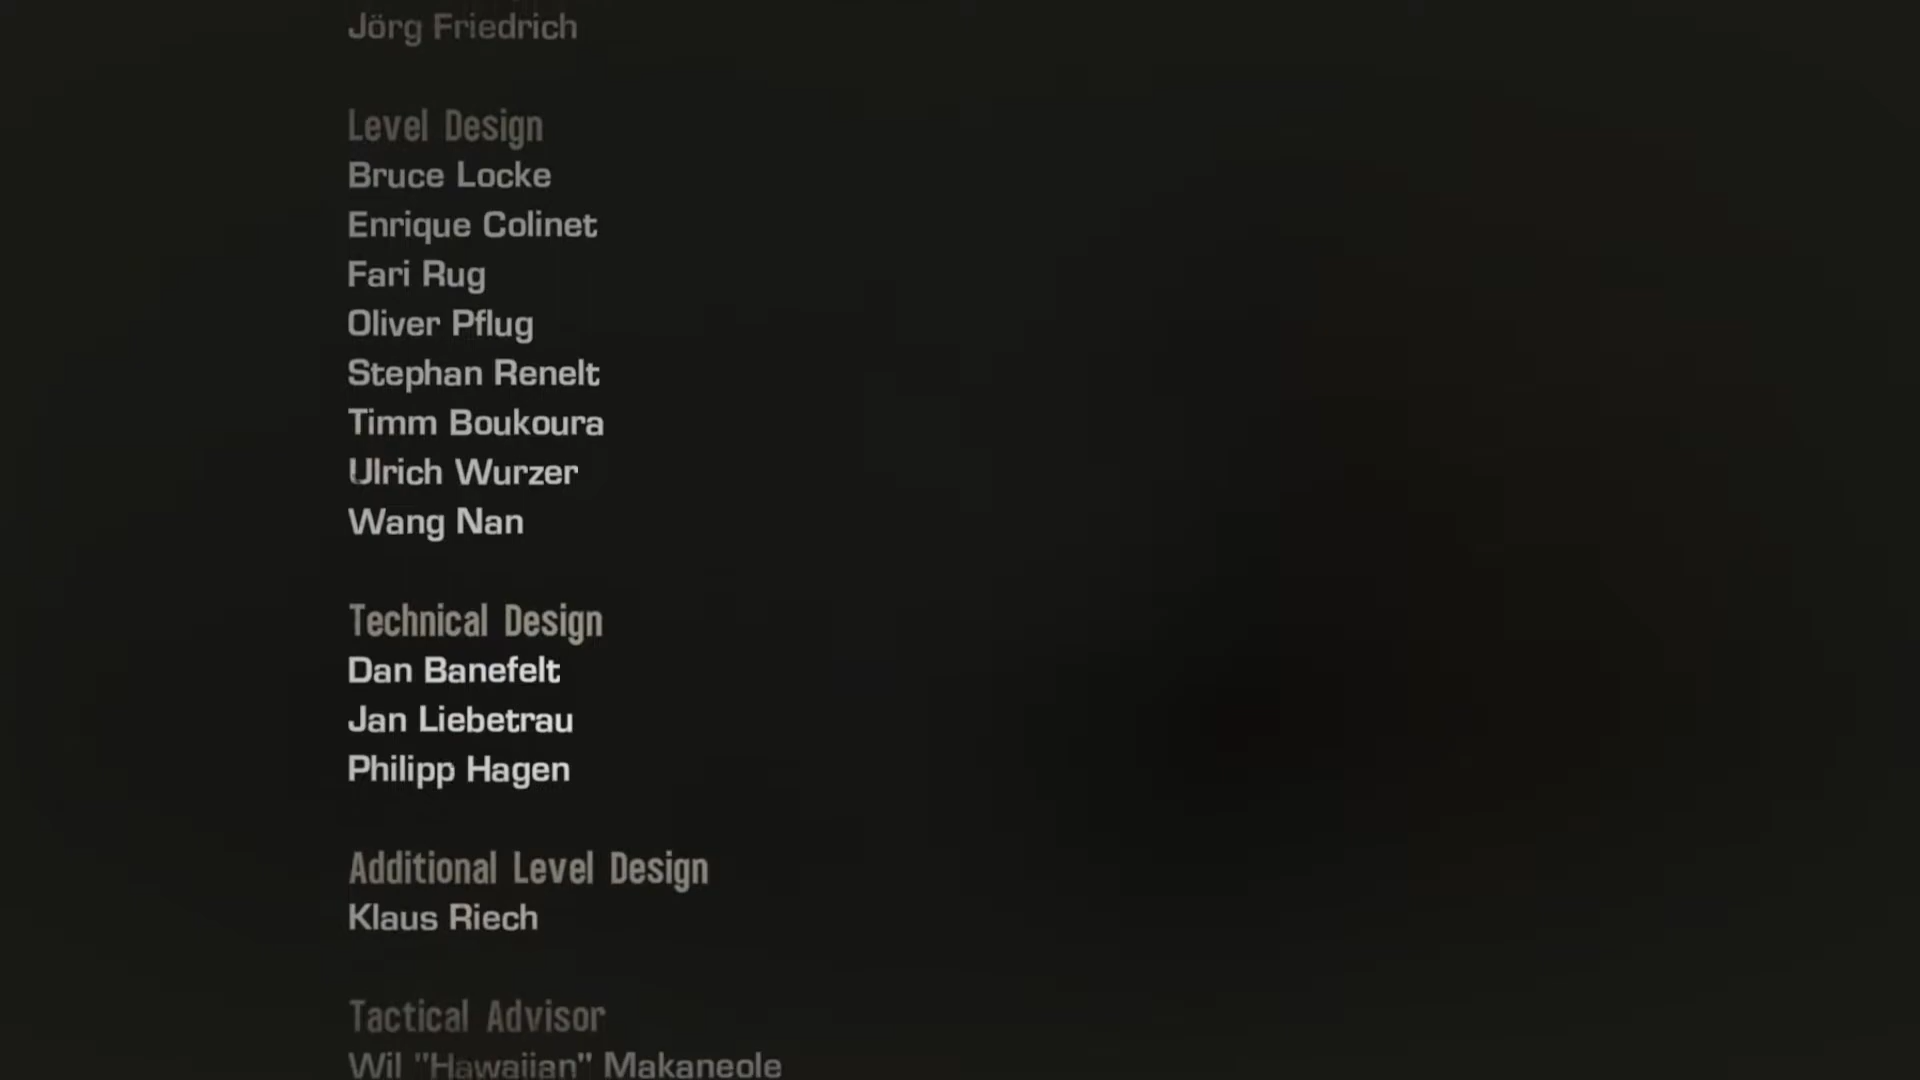 Jörg Friedrich
Level Design
Bruce Locke
Enrique Colinet
Fari Rug
Oliver Pflug
Stephan Renelt
Timm Boukoura
Ulrich Wurzer
Wang Nan
Technical Design
Dan Banefelt
Jan Liebetrau
Philipp Hagen
Additional Level Design
Klaus Riech
Tactical Advisor
Wil "Hawaiian" Makaneole